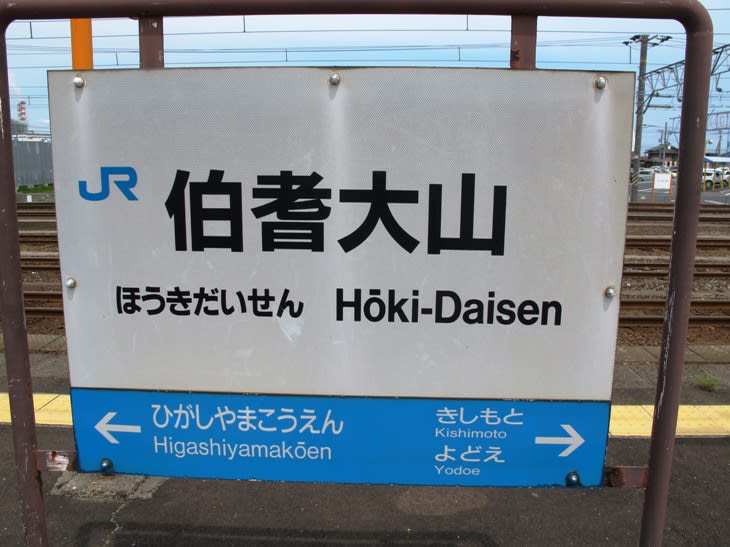 JR 伯耆大山
ほうきだいせん Hōki-Daisen
← ひがしやまこうえん
Higashiyamakōen
きしもと →
Kishimoto
よどえ
Yodoe